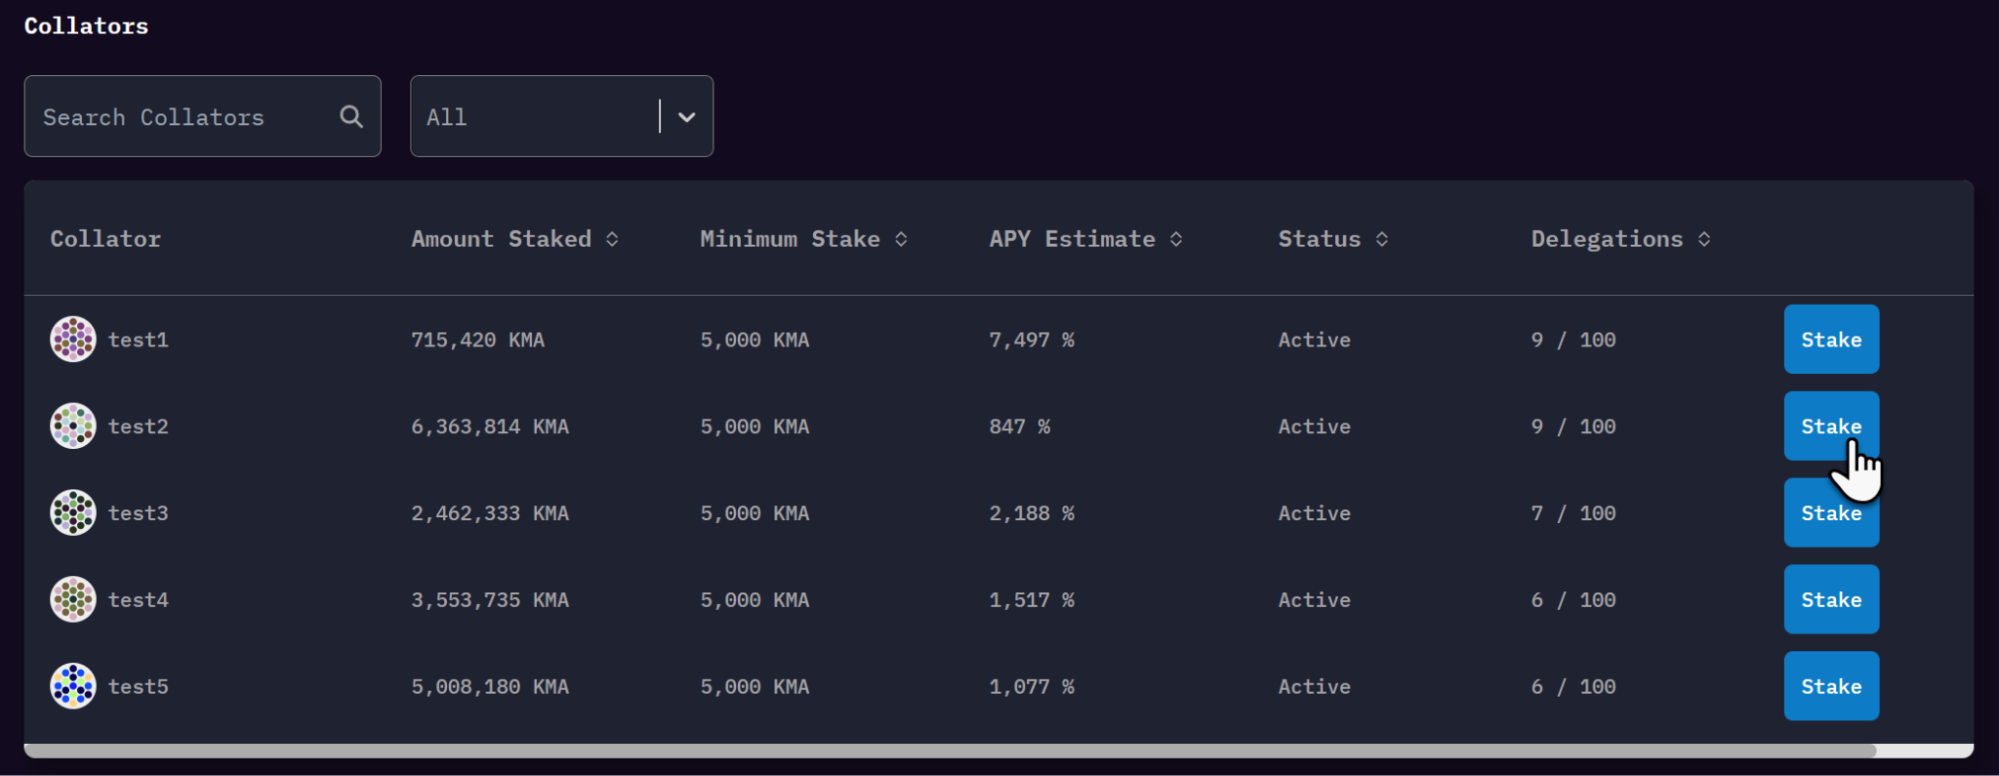 Collators
Search Collators All
Collator Amount Staked Minimum Stake APY Estimate Status Delegations
test1 715,420 KMA 5,000 KMA 7,497 % Active 9 / 100 Stake
test2 6,363,814 KMA 5,000 KMA 847 % Active 9 / 100 Stake
test3 2,462,333 KMA 5,000 KMA 2,188 % Active 7 / 100 Stake
test4 3,553,735 KMA 5,000 KMA 1,517 % Active 6 / 100 Stake
test5 5,008,180 KMA 5,000 KMA 1,077 % Active 6 / 100 Stake